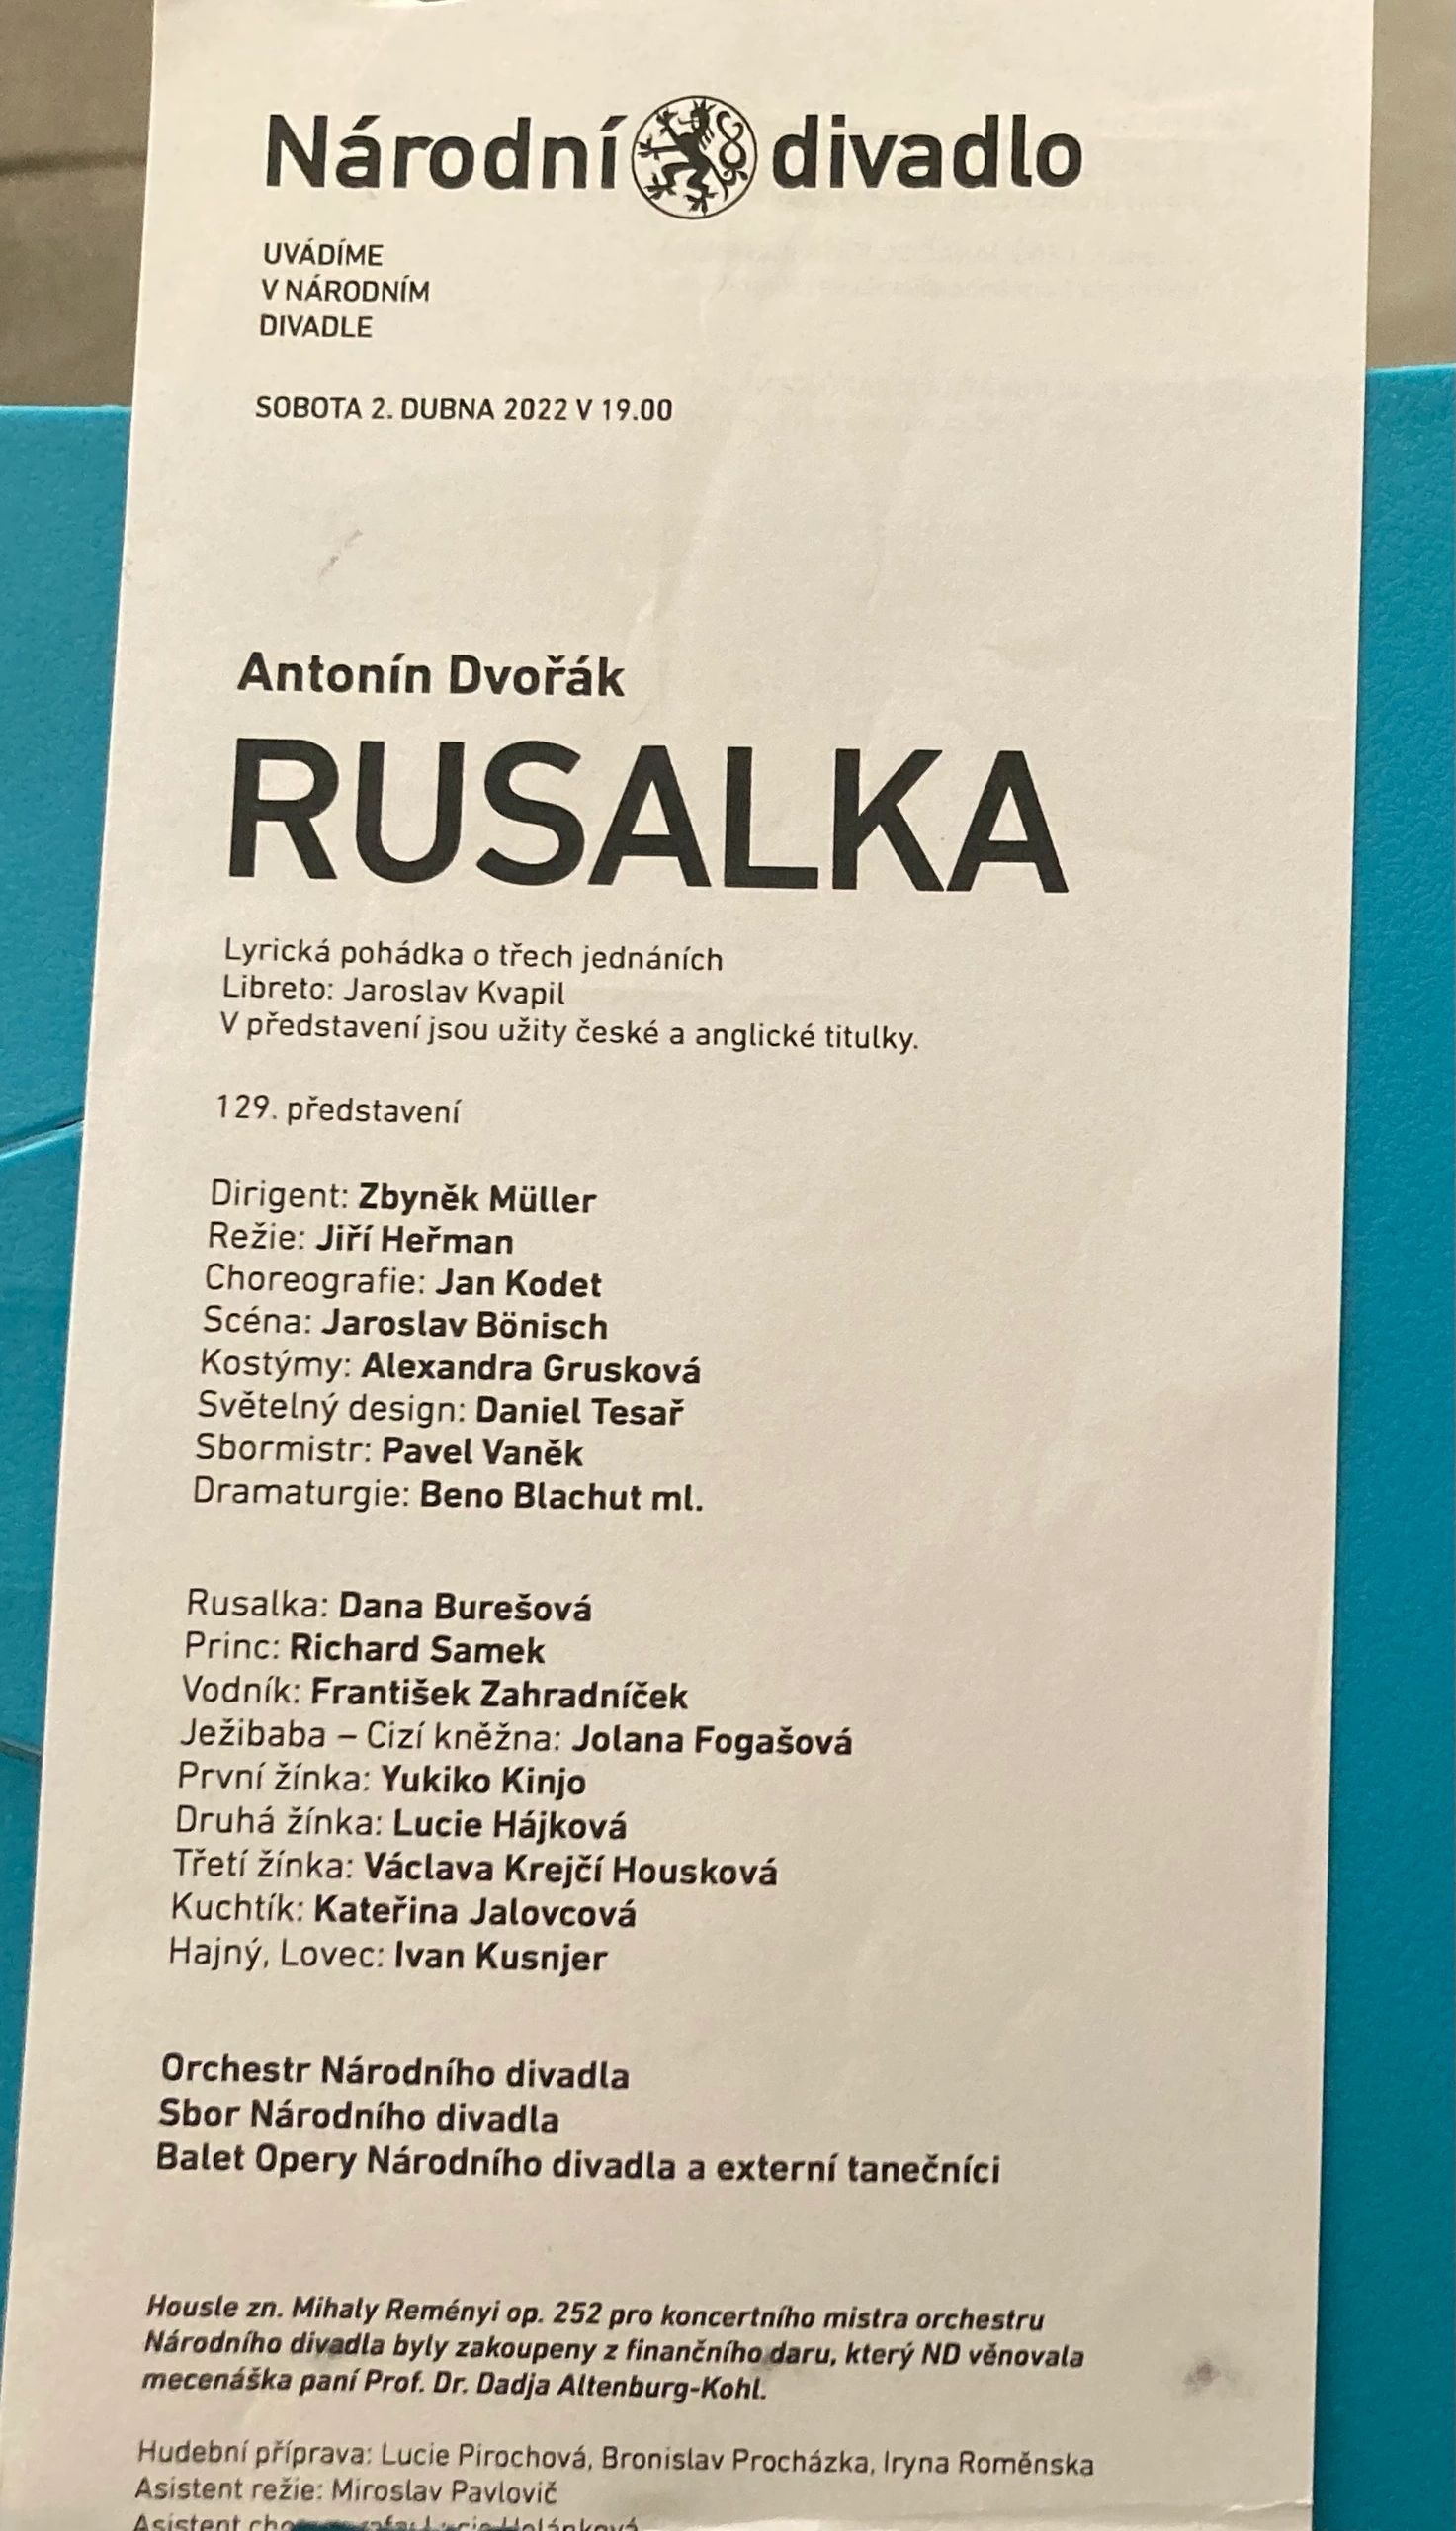 Národní divadlo
UVÁDÍME
V NÁRODNÍM
DIVADLE
SOBOTA 2. DUBNA 2022 V 19.00
Antonín Dvořák
RUSALKA
Lyrická pohádka o třech jednáních
Libreto: Jaroslav Kvapil
V představení jsou užity české a anglické titulky.
129. představení
Dirigent: Zbyněk Müller
Režie: Jiří Heřman
Choreografie: Jan Kodet
Scéna: Jaroslav Bönisch
Kostýmy: Alexandra Grusková
Světelný design: Daniel Tesař
Sbormistr: Pavel Vaněk
Dramaturgie: Beno Blachut ml.
Rusalka: Dana Burešová
Princ: Richard Samek
Vodník: František Zahradníček
Ježibaba – Cizí kněžna: Jolana Fogašová
První žínka: Yukiko Kinjo
Druhá žínka: Lucie Hájková
Třetí žínka: Václava Krejčí Housková
Kuchtík: Kateřina Jalovcová
Hajný, Lovec: Ivan Kusnjer
Orchestr Národního divadla
Sbor Národního divadla
Balet Opery Národního divadla a externí tanečníci
Housle zn. Mihaly Reményi op. 252 pro koncertního mistra orchestru
Národního divadla byly zakoupeny z finančního daru, který ND věnovala
mecenáška paní Prof. Dr. Dadja Altenburg-Kohl.
Hudební příprava: Lucie Pirochová, Bronislav Procházka, Iryna Roměnska
Asistent režie: Miroslav Pavlovič
Asistent